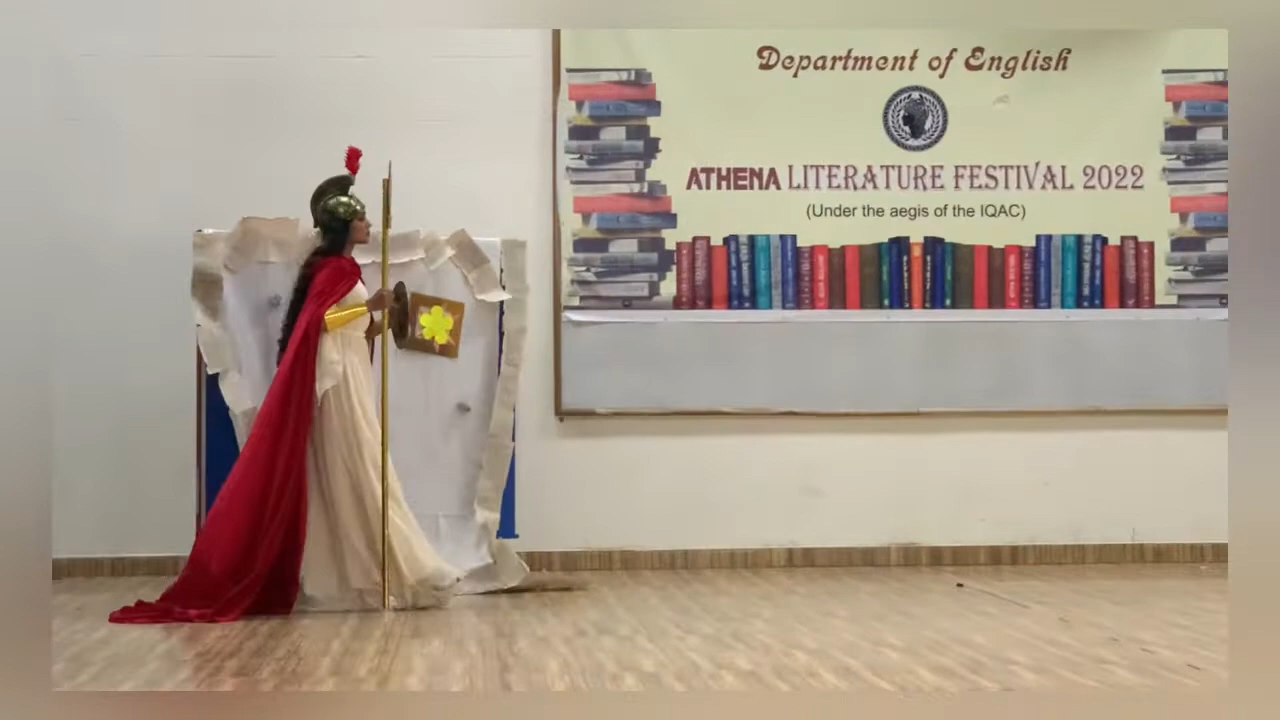 Department of English
ATHENA LITERATURE FESTIVAL 2022
(Under the aegis of the IQAC)